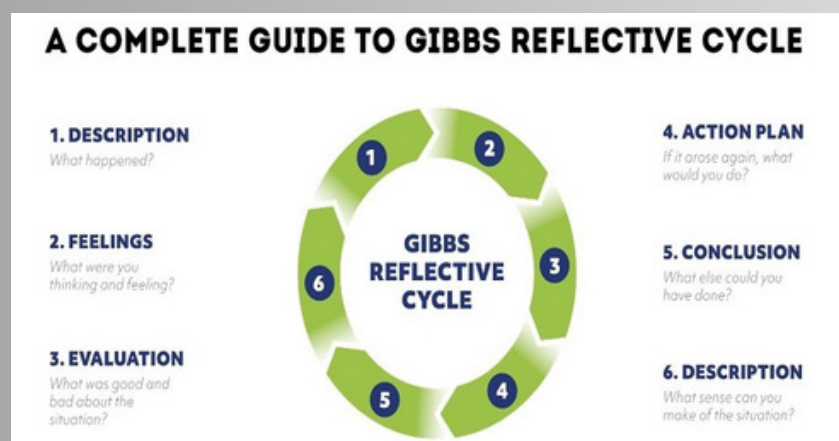 A COMPLETE GUIDE TO GIBBS REFLECTIVE CYCLE
1. DESCRIPTION
What happened?
2. FEELINGS
What were you
thinking and feeling?
3. EVALUATION
What was good and
bad about the
situation?
1
2
3
4
5
6
GIBBS
REFLECTIVE
CYCLE
4. ACTION PLAN
If it arose again, what
would you do?
5. CONCLUSION
What else could you
have done?
6. DESCRIPTION
What sense can you
make of the situation?